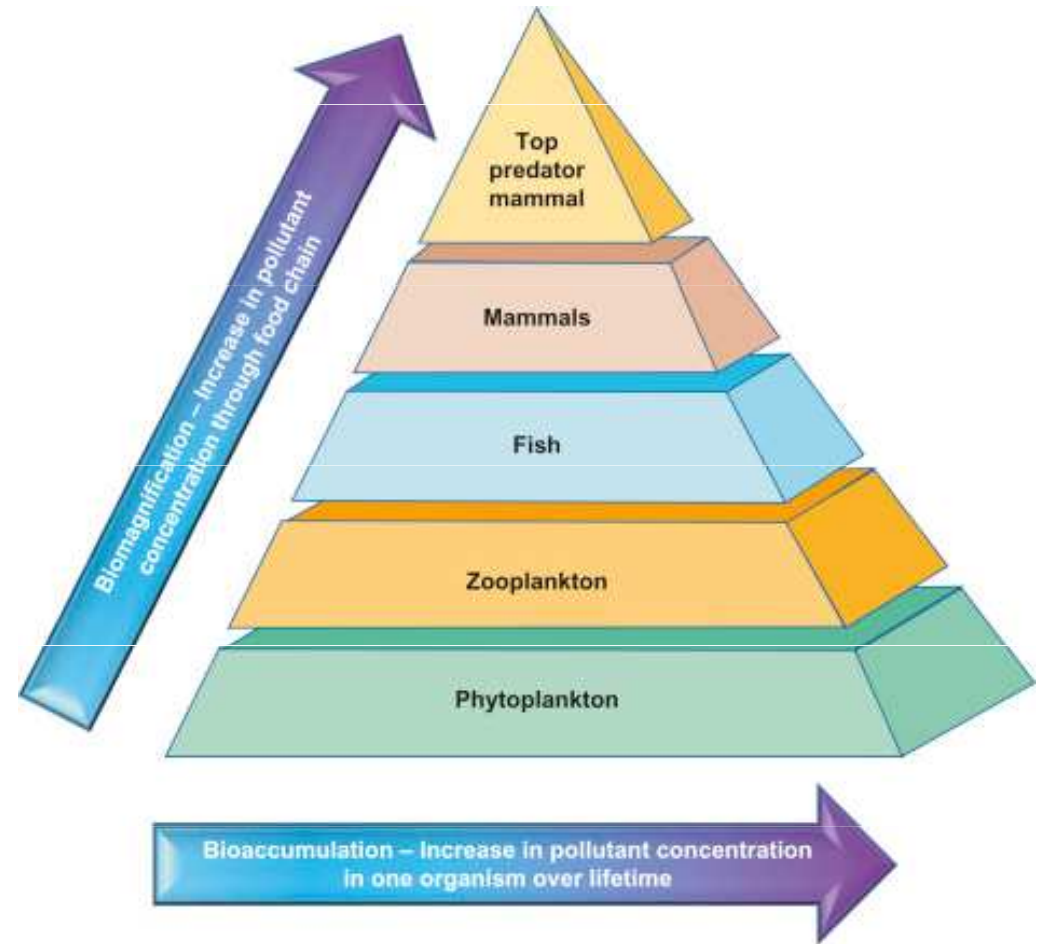 Top
predator
mammal
Mammals
Fish
Zooplankton
Phytoplankton
Biomagnification – Increase in pollutant
concentration through food chain
Bioaccumulation – Increase in pollutant concentration
in one organism over lifetime